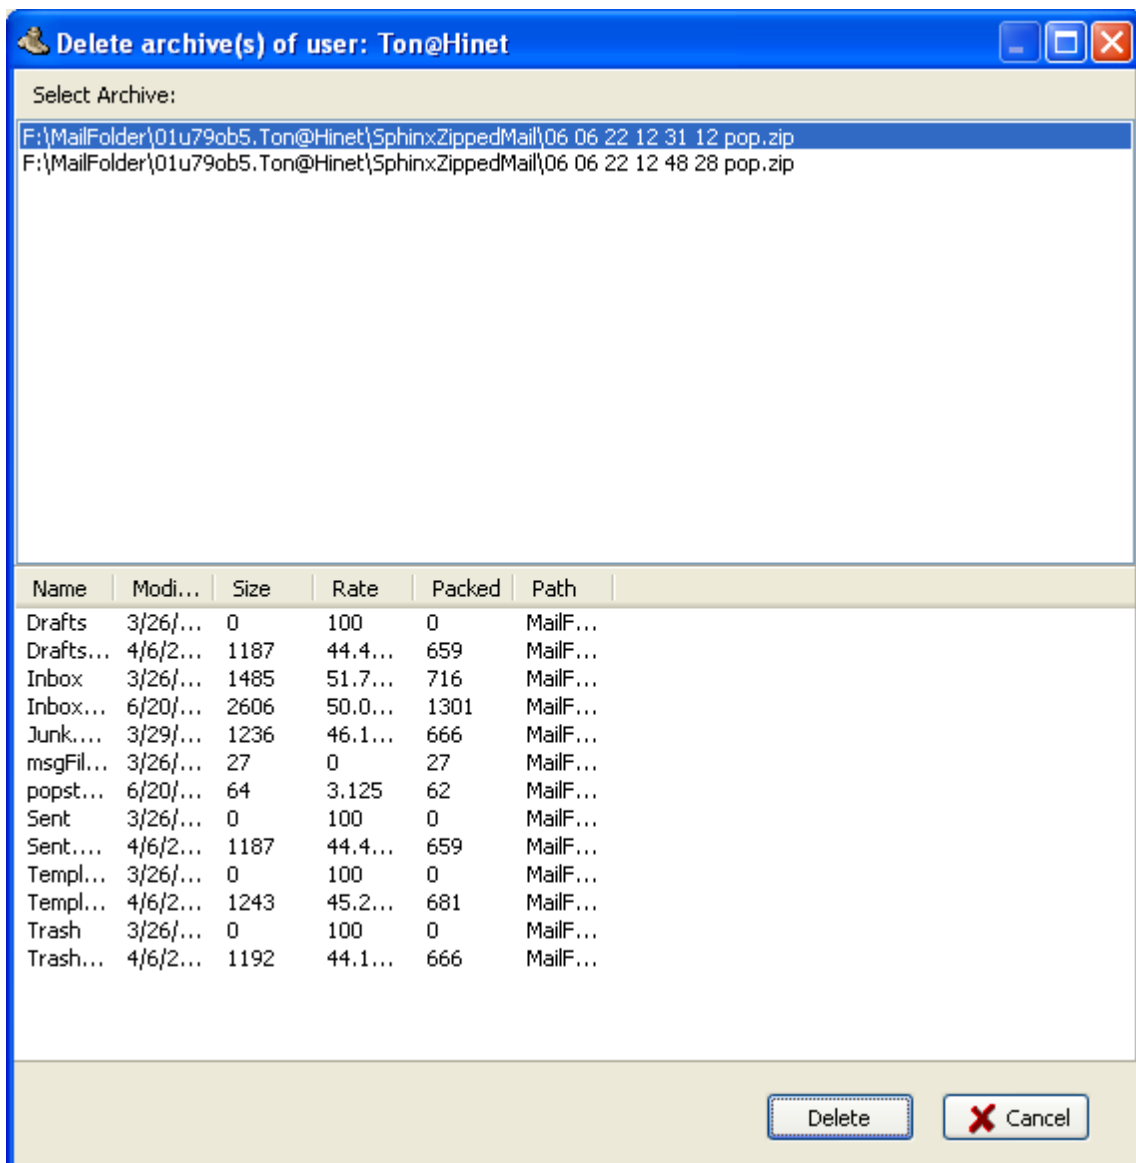 Delete archive(s) of user: Ton@Hinet
Select Archive:
F:\MailFolder\01u79ob5.Ton@Hinet\SphinxZippedMail\06 06 22 12 31 12 pop.zip
F:\MailFolder\01u79ob5.Ton@Hinet\SphinxZippedMail\06 06 22 12 48 28 pop.zip
Name Modi... Size Rate Packed Path
Drafts 3/26/... 0 100 0 MailF...
Drafts... 4/6/2... 1187 44.4... 659 MailF...
Inbox 3/26/... 1485 51.7... 716 MailF...
Inbox... 6/20/... 2606 50.0... 1301 MailF...
Junk.... 3/29/... 1236 46.1... 666 MailF...
msgFil... 3/26/... 27 0 27 MailF...
popst... 6/20/... 64 3.125 62 MailF...
Sent 3/26/... 0 100 0 MailF...
Sent.... 4/6/2... 1187 44.4... 659 MailF...
Templ... 3/26/... 0 100 0 MailF...
Templ... 4/6/2... 1243 45.2... 681 MailF...
Trash 3/26/... 0 100 0 MailF...
Trash... 4/6/2... 1192 44.1... 666 MailF...
Delete Cancel